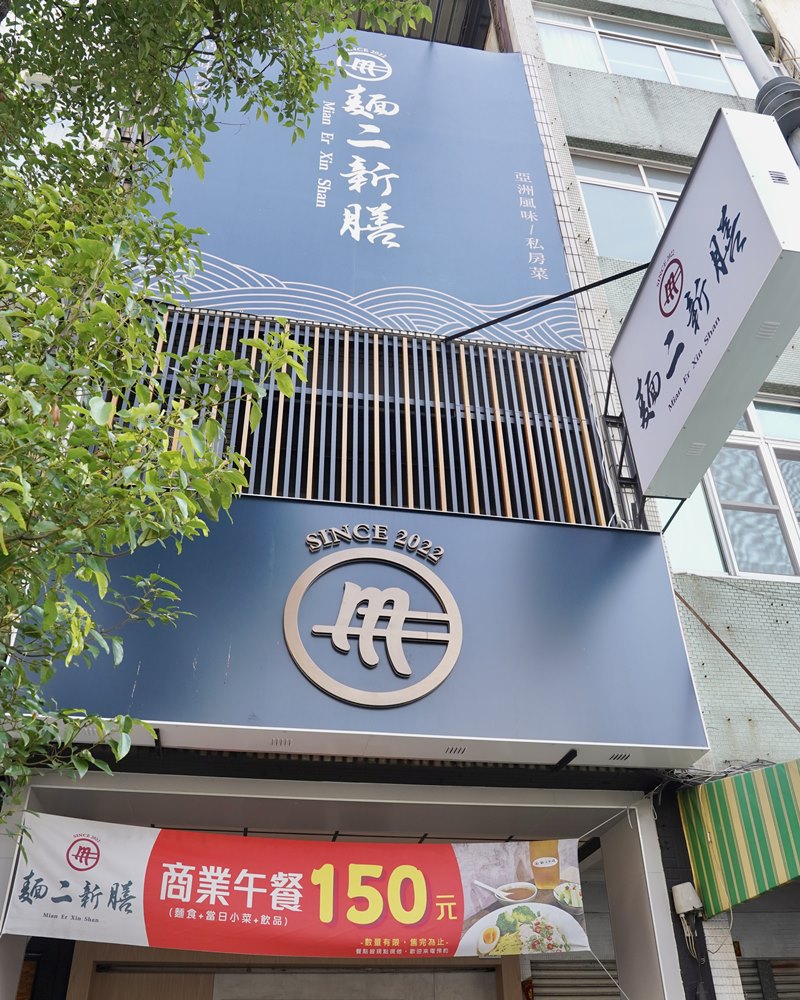 SINCE 2022
麵二新膳
Mian Er Xin Shan
亞洲風味/私房菜
SINCE 2022
麵二新膳
Mian Er Xin Shan
SINCE 2022
SINCE 2022
麵二新膳
Mian Er Xin Shan
商業午餐150元
(麵食+當日小菜+飲品)
-數量有限,售完為止-